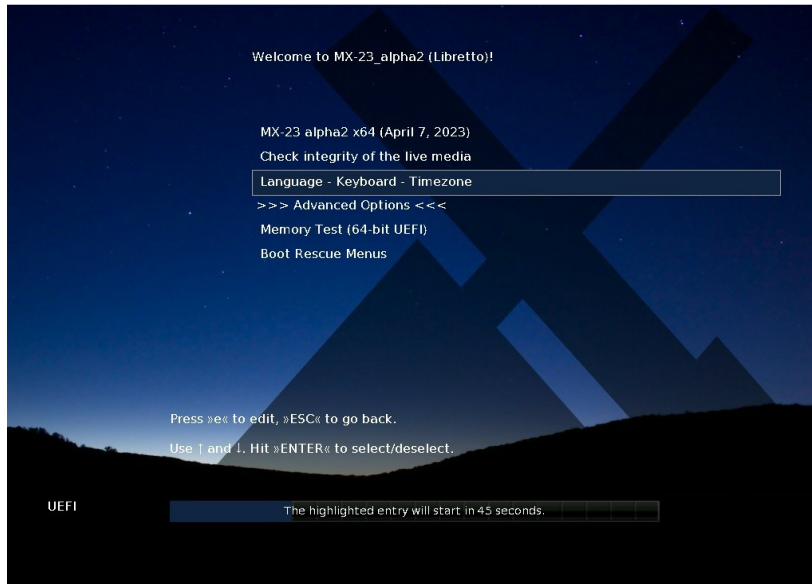 Welcome to MX-23_alpha2 (Libretto)!
MX-23 alpha2 x64 (April 7, 2023)
Check integrity of the live media
Language - Keyboard - Timezone
>>> Advanced Options <<<
Memory Test (64-bit UEFI)
Boot Rescue Menus
Press »e« to edit, »ESC« to go back.
Use ↑ and ↓. Hit »ENTER« to select/deselect.
UEFI
The highlighted entry will start in 45 seconds.